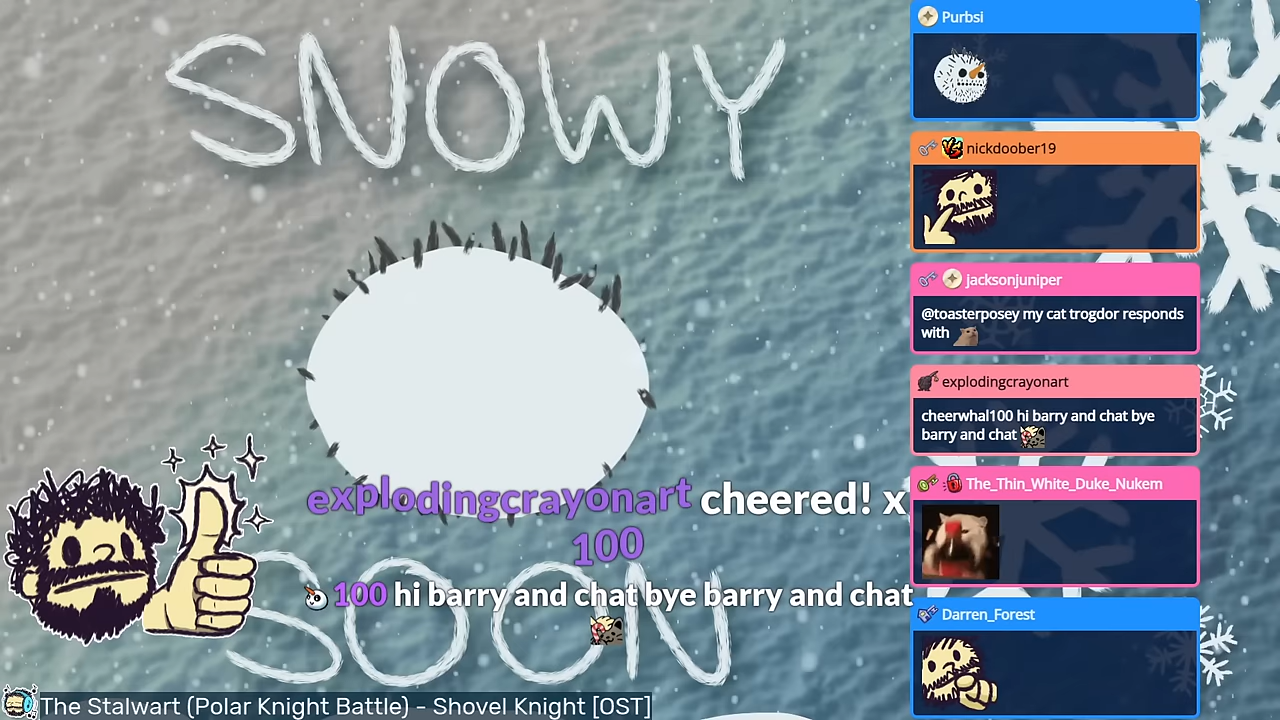 SNOWY
explodingcrayonart cheered! x
100
100 hi barry and chat bye barry and chat
SOON
The Stalwart (Polar Knight Battle) - Shovel Knight [OST]
Purbsi
nickdoober19
jacksonjuniper
@toasterposey my cat trogdor responds
with
explodingcrayonart
cheerwhal100 hi barry and chat bye
barry and chat
The_Thin_White_Duke_Nukem
Darren_Forest